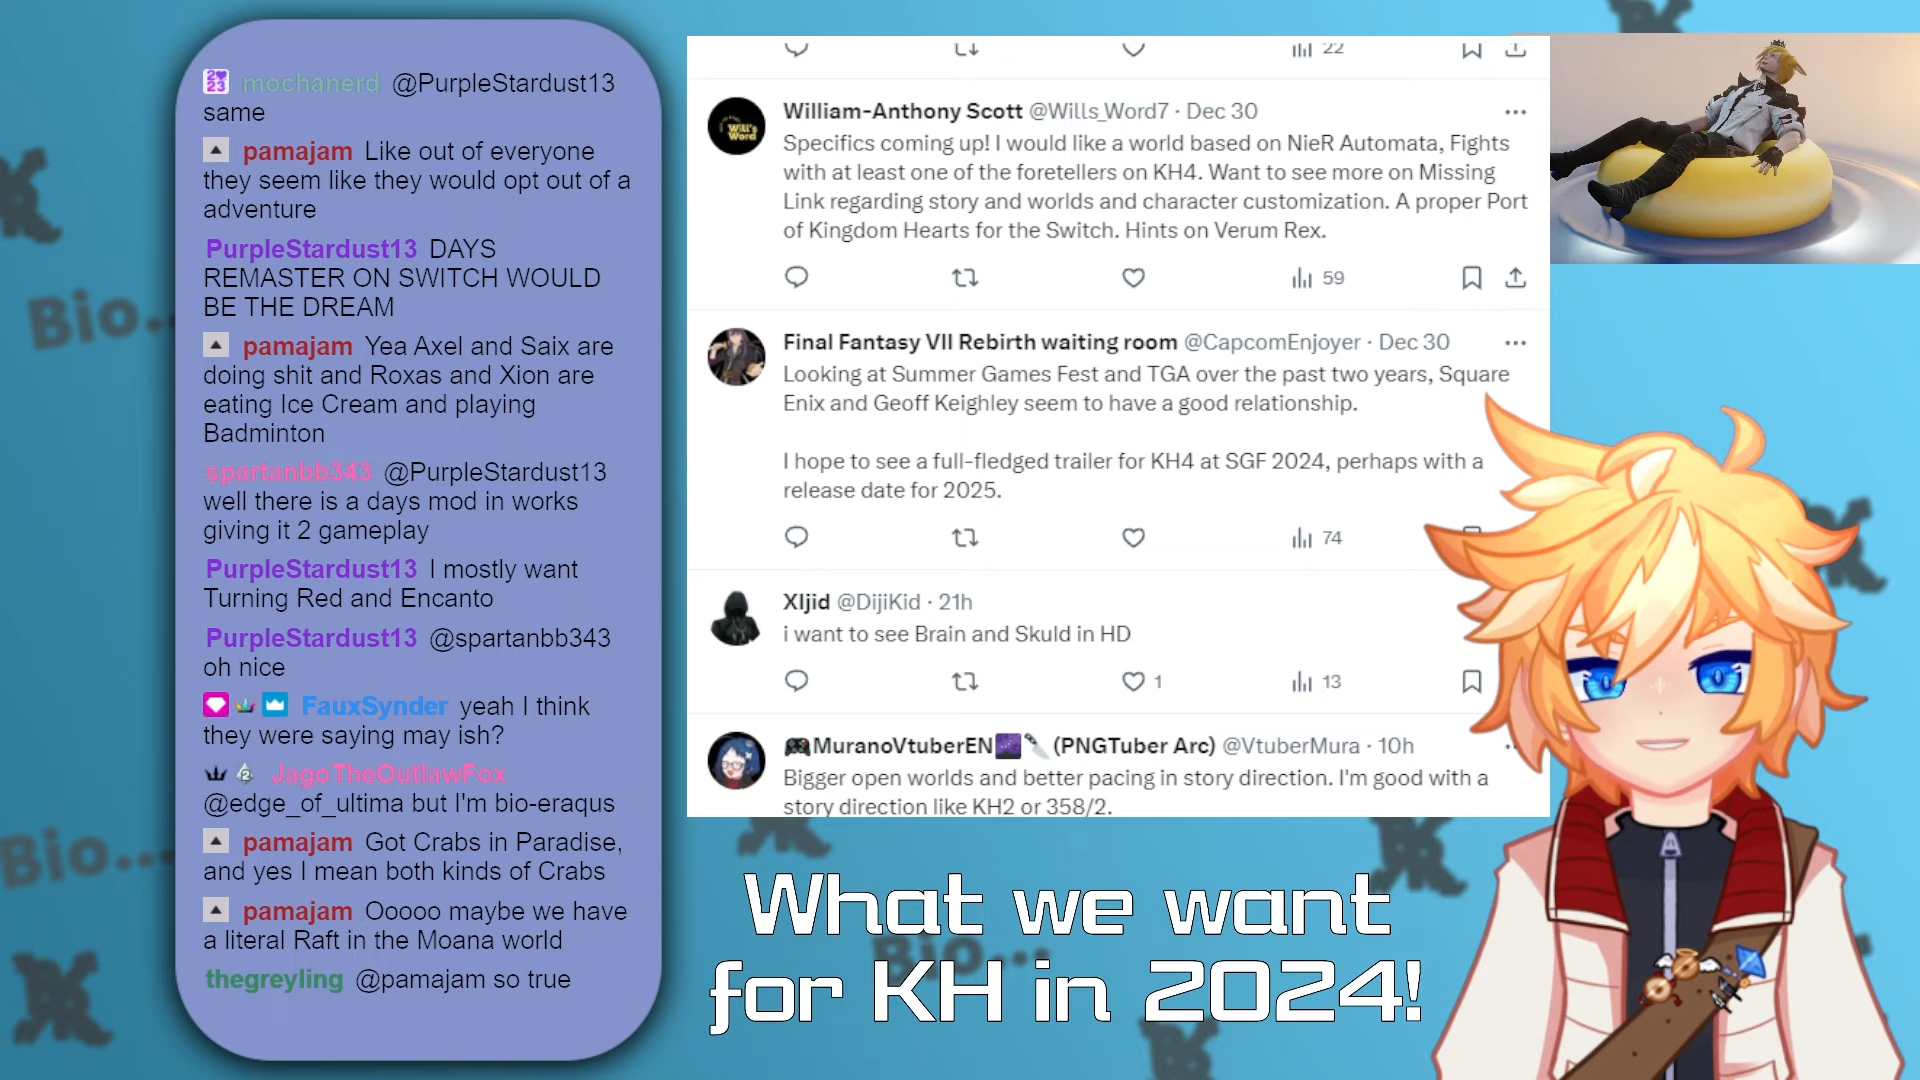 mochanerd @PurpleStardust13
same
pamajam Like out of everyone
they seem like they would opt out of a
adventure
PurpleStardust13 DAYS
REMASTER ON SWITCH WOULD
BE THE DREAM
pamajam Yea Axel and Saix are
doing shit and Roxas and Xion are
eating Ice Cream and playing
Badminton
spartanbb343 @PurpleStardust13
well there is a days mod in works
giving it 2 gameplay
PurpleStardust13 I mostly want
Turning Red and Encanto
PurpleStardust13 @spartanbb343
oh nice
FauxSynder yeah I think
they were saying may ish?
JagoTheOutlawFox
@edge_of_ultima but I'm bio-eraqus
pamajam Got Crabs in Paradise,
and yes I mean both kinds of Crabs
pamajam Ooooo maybe we have
a literal Raft in the Moana world
thegreyling @pamajam so true
22
William-Anthony Scott @Wills_Word7 · Dec 30
Specifics coming up! I would like a world based on NieR Automata, Fights
with at least one of the foretellers on KH4. Want to see more on Missing
Link regarding story and worlds and character customization. A proper Port
of Kingdom Hearts for the Switch. Hints on Verum Rex.
59
Final Fantasy VII Rebirth waiting room @CapcomEnjoyer · Dec 30
Looking at Summer Games Fest and TGA over the past two years, Square
Enix and Geoff Keighley seem to have a good relationship.
I hope to see a full-fledged trailer for KH4 at SGF 2024, perhaps with a
release date for 2025.
74
XIjid @DijiKid · 21h
i want to see Brain and Skuld in HD
1 13
MuranoVtuberEN (PNGTuber Arc) @VtuberMura · 10h
Bigger open worlds and better pacing in story direction. I'm good with a
story direction like KH2 or 358/2.
What we want
for KH in 2024!
Bio...
Bio...
Bio...